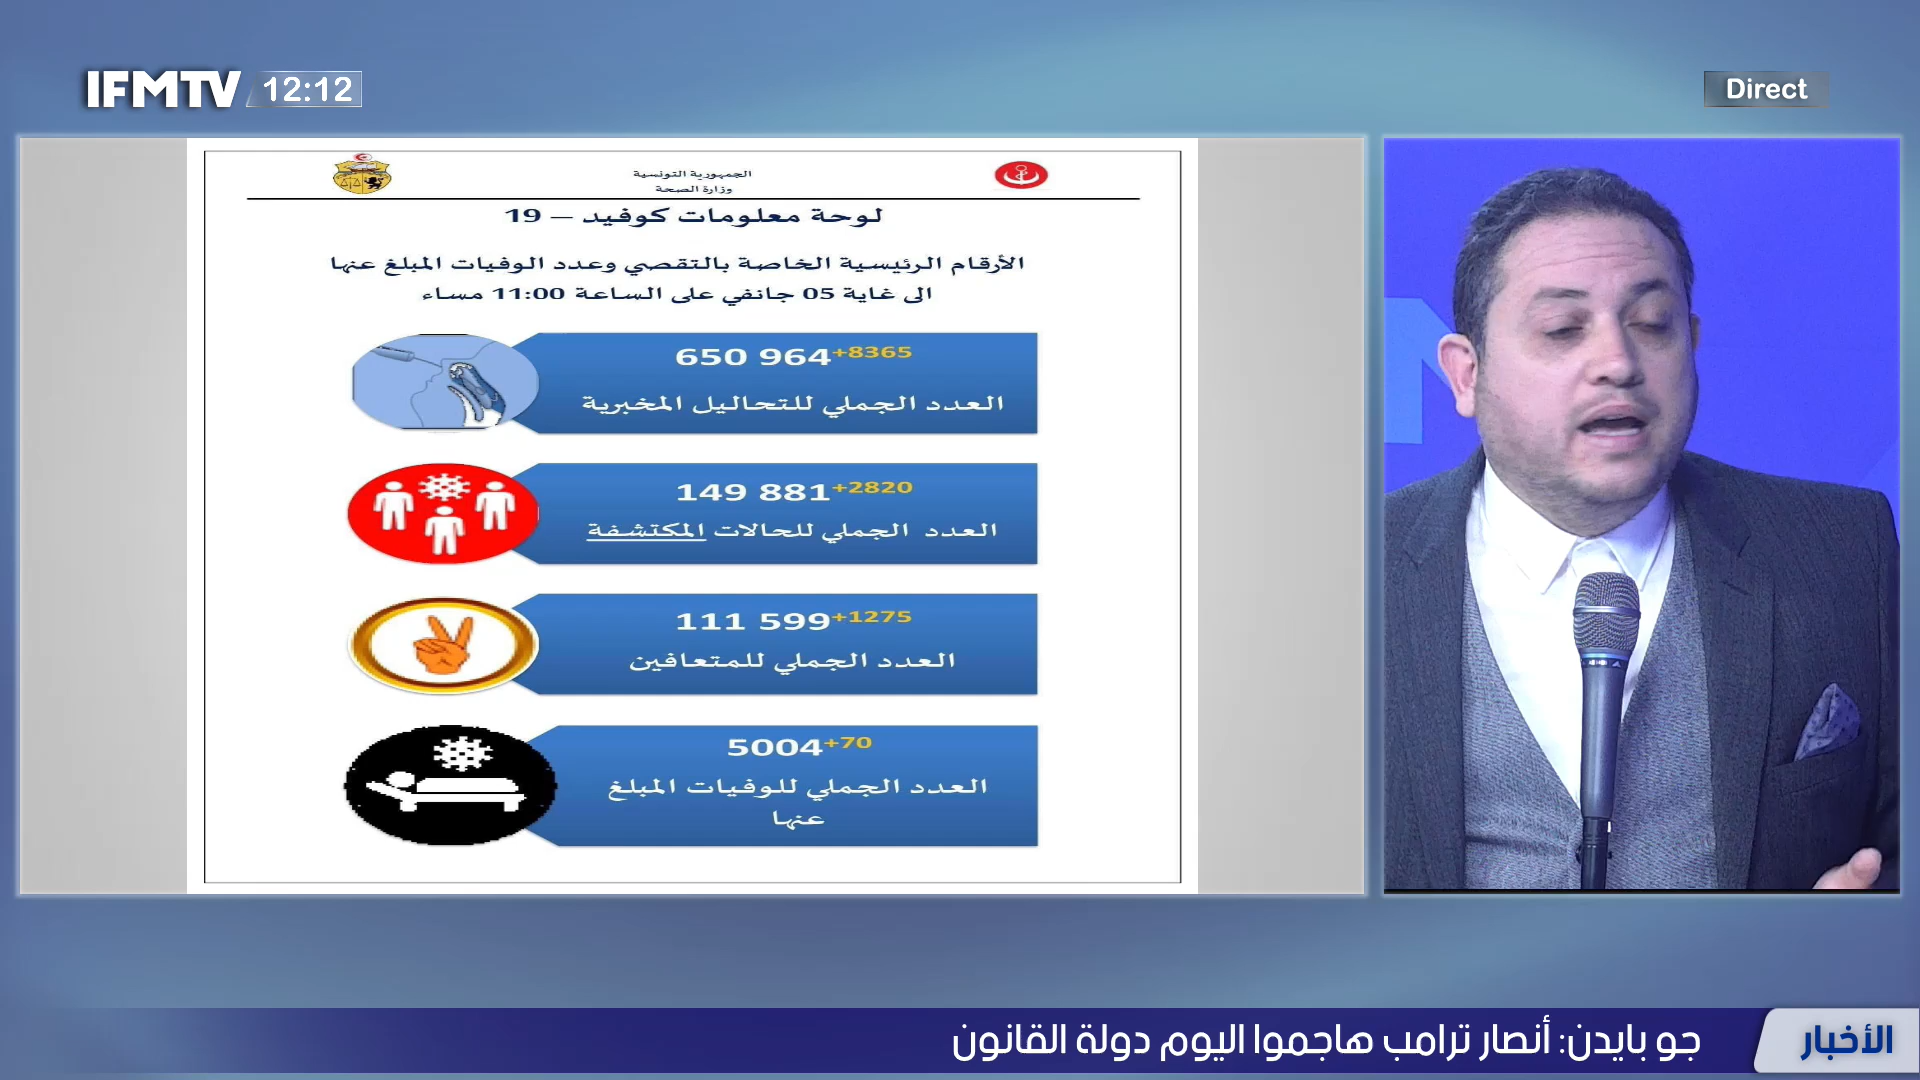 IFMTV 12:12
Direct
الجمهورية التونسية
وزارة الصحة
لوحة معلومات كوفيد – 19
الأرقام الرئيسية الخاصة بالتقصي وعدد الوفيات المبلغ عنها
الى غاية 05 جانفي على الساعة 11:00 مساء
650 964+8365
العدد الجملي للتحاليل المخبرية
149 881+2820
العدد الجملي للحالات المكتشفة
111 599+1275
العدد الجملي للمتعافين
5004+70
العدد الجملي للوفيات المبلغ
عنها
الأخبار
جو بايدن: أنصار ترامب هاجموا اليوم دولة القانون